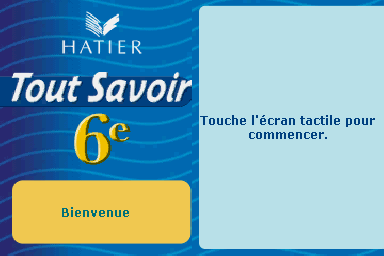 HATIER
Tout Savoir
6e
Bienvenue
Touche l'écran tactile pour
commencer.